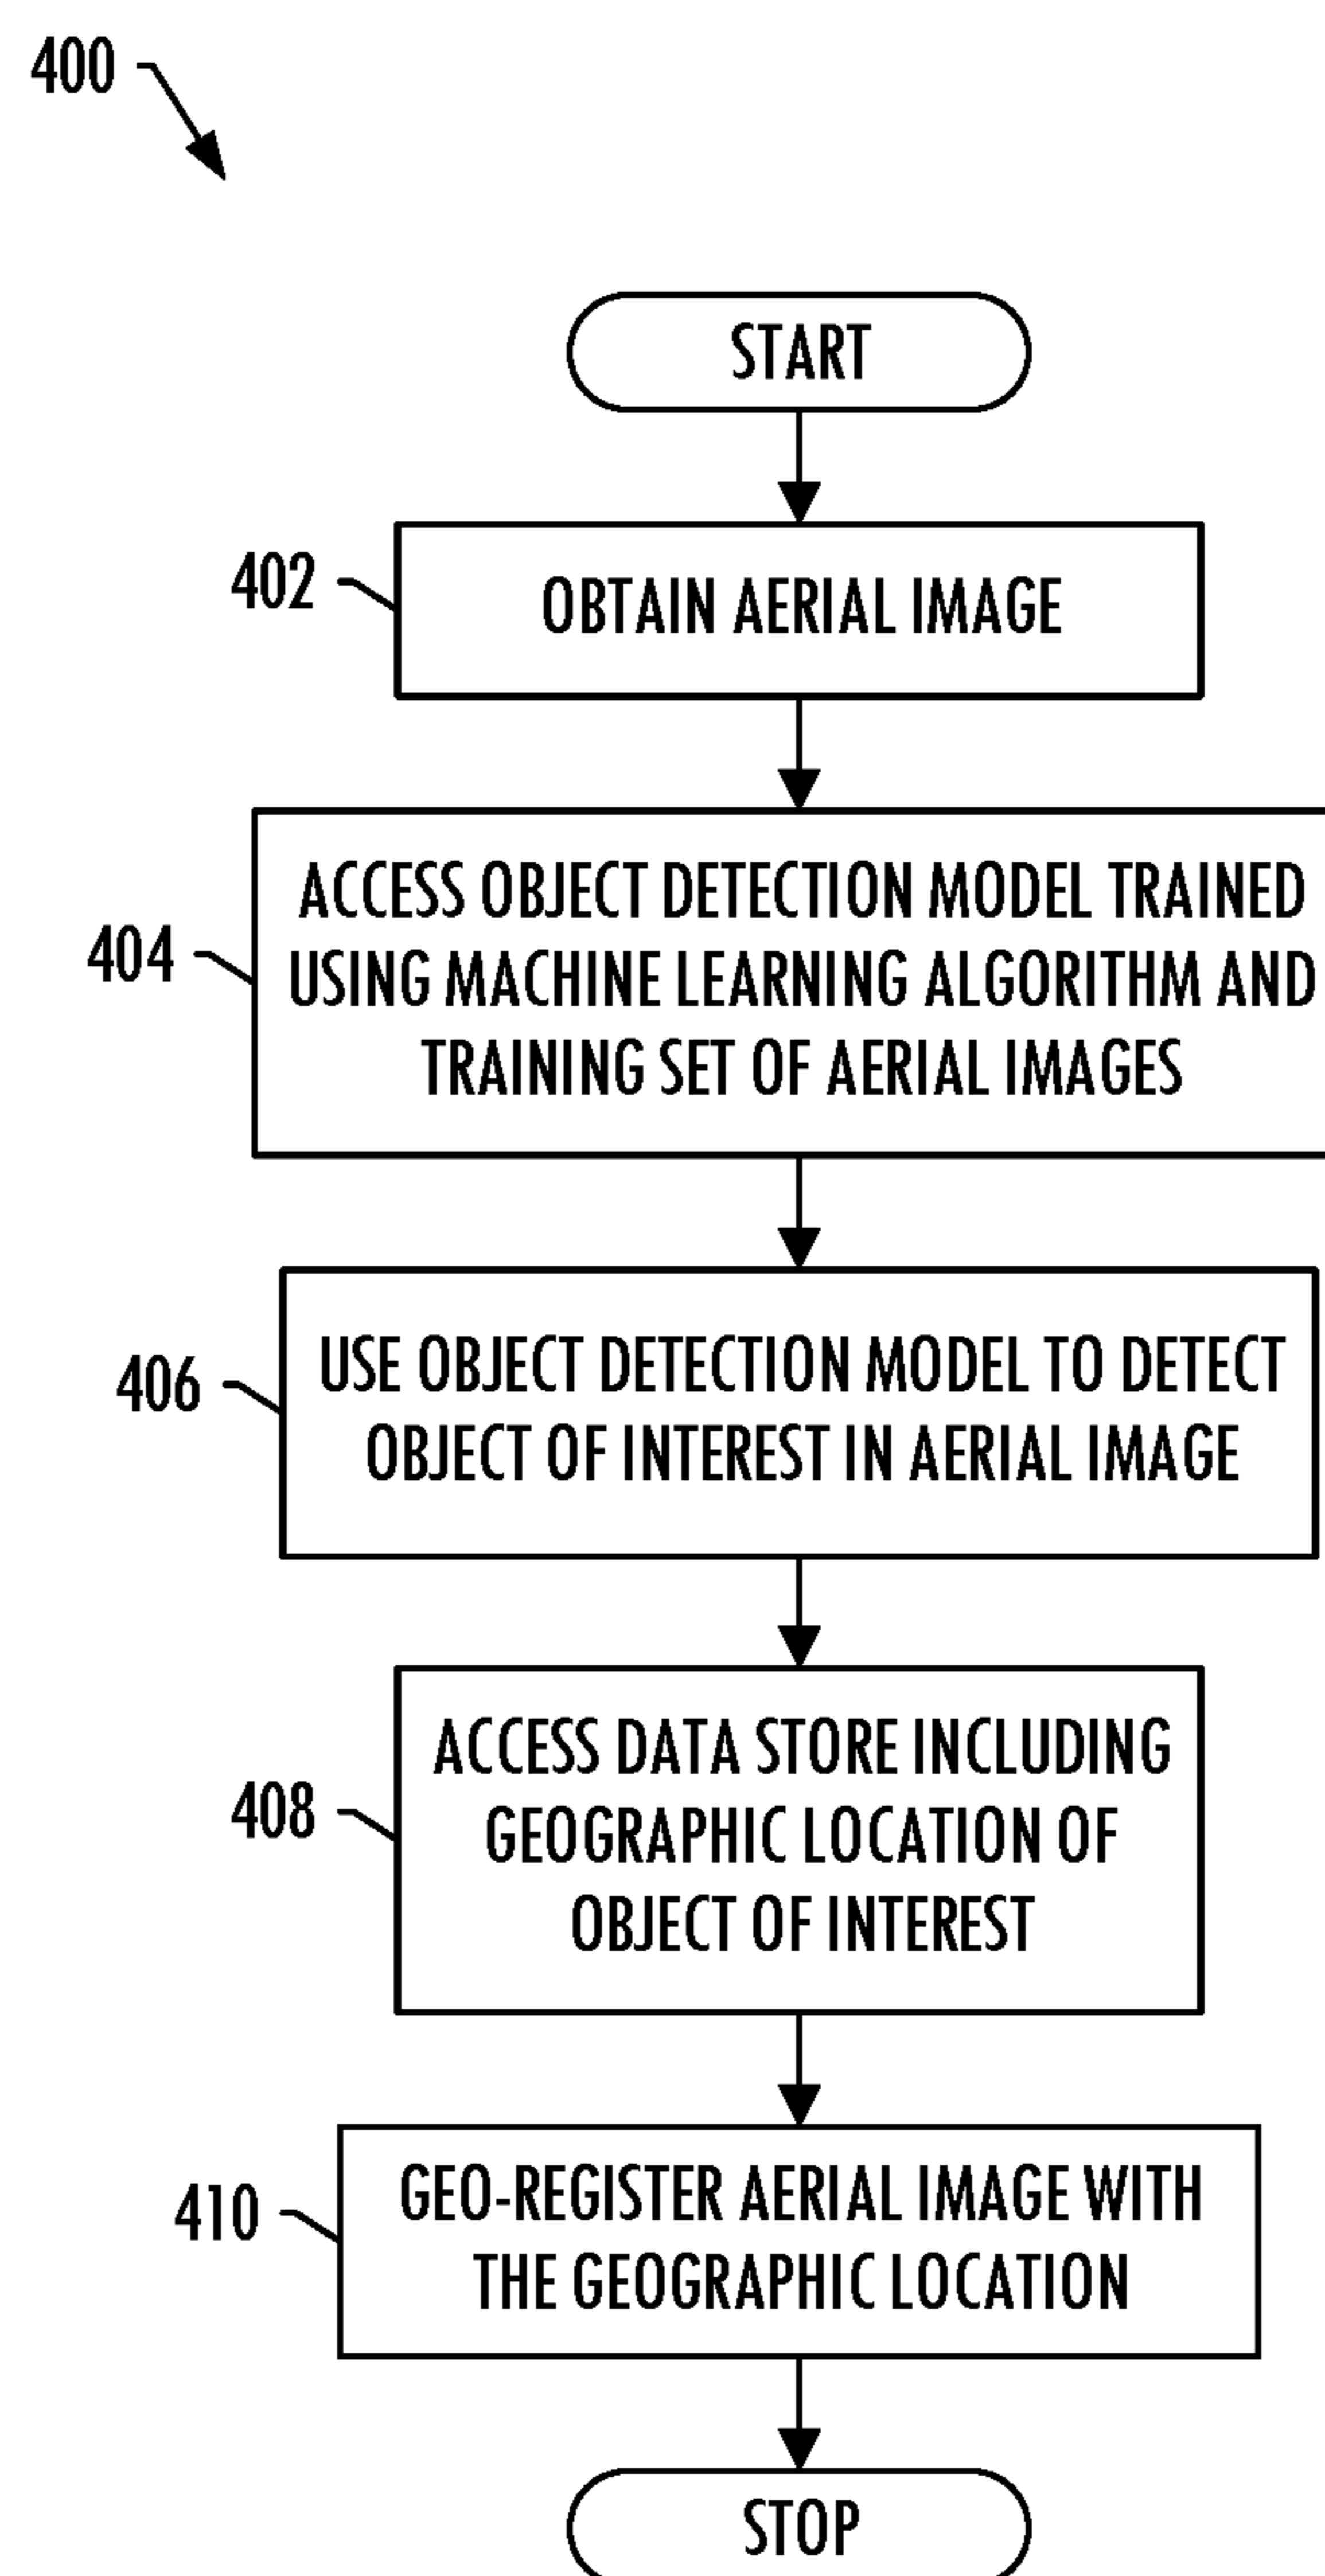 400
START
402
OBTAIN AERIAL IMAGE
404
ACCESS OBJECT DETECTION MODEL TRAINED
USING MACHINE LEARNING ALGORITHM AND
TRAINING SET OF AERIAL IMAGES
406
USE OBJECT DETECTION MODEL TO DETECT
OBJECT OF INTEREST IN AERIAL IMAGE
408
ACCESS DATA STORE INCLUDING
GEOGRAPHIC LOCATION OF
OBJECT OF INTEREST
410
GEO-REGISTER AERIAL IMAGE WITH
THE GEOGRAPHIC LOCATION
STOP